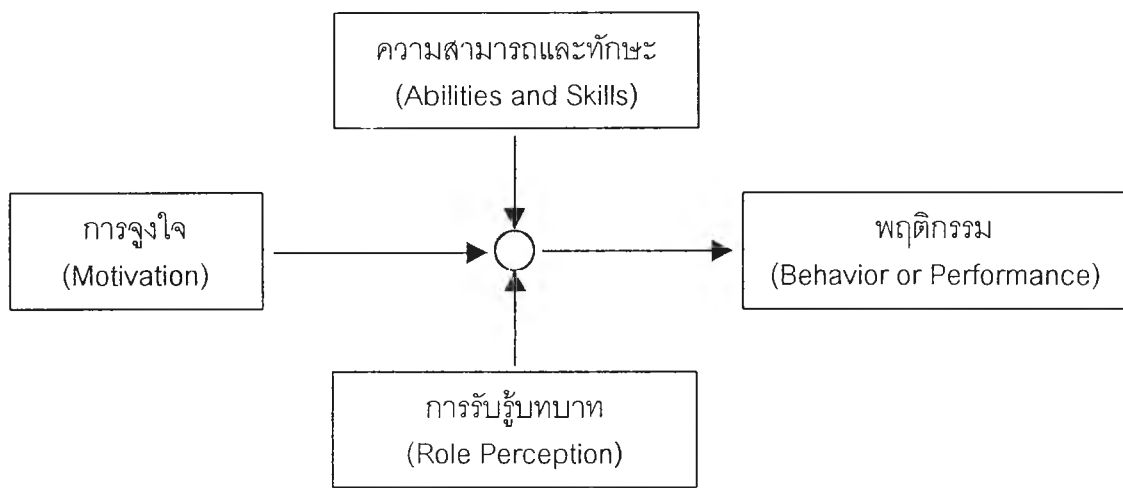 ความสามารถและทักษะ
(Abilities and Skills)
การจูงใจ
(Motivation)
พฤติกรรม
(Behavior or Performance)
การรับรู้บทบาท
(Role Perception)